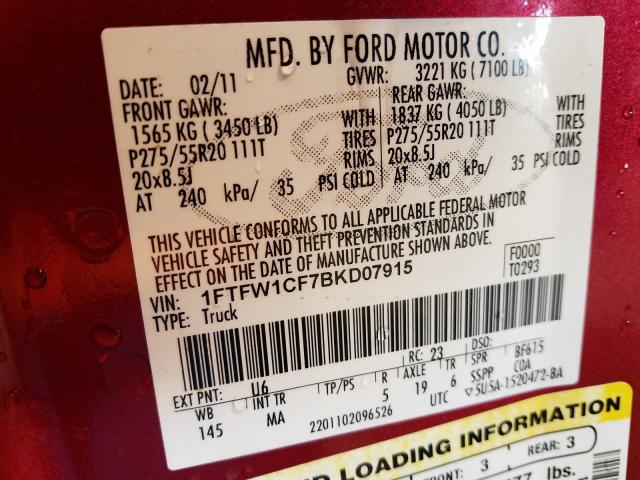 MFD. BY FORD MOTOR CO.
DATE: 02/11 GVWR: 3221 KG ( 7100 LB)
FRONT GAWR: REAR GAWR:
1565 KG ( 3450 LB) WITH 1837 KG ( 4050 LB) WITH
P275/55R20 111T TIRES P275/55R20 111T TIRES
20x8.5J RIMS 20x8.5J RIMS
AT 240 kPa/ 35 PSI COLD AT 240 kPa/ 35 PSI COLD
THIS VEHICLE CONFORMS TO ALL APPLICABLE FEDERAL MOTOR
VEHICLE SAFETY AND THEFT PREVENTION STANDARDS IN
EFFECT ON THE DATE OF MANUFACTURE SHOWN ABOVE.
F0000
T0293
VIN: 1FTFW1CF7BKD07915
TYPE: Truck
EXT PNT: U6 RC: 23 DSO:
WB INT TR TP/PS R AXLE TR SPR BF615
145 MA 5 19 6 SSPP COA
2201102096526 UTC ▽5U5A-1520472-BA
D LOADING INFORMATION
FRONT: 3 REAR: 3
lbs.